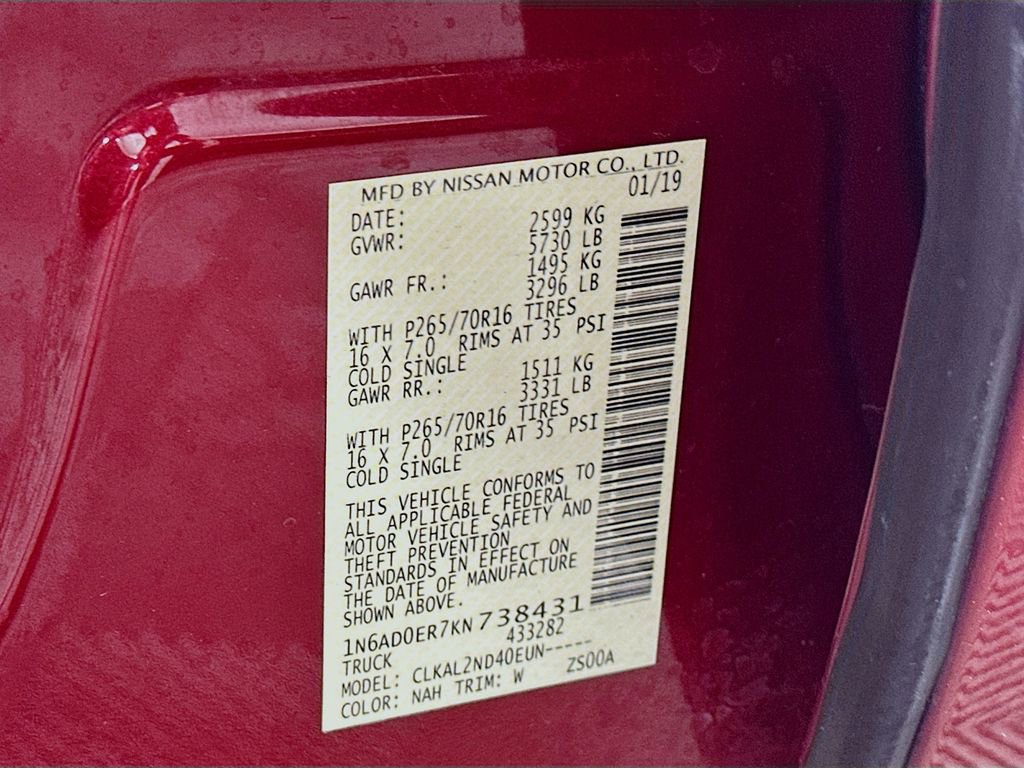 MFD BY NISSAN MOTOR CO., LTD.
DATE: 01/19
GVWR: 2599 KG
5730 LB
GAWR FR.: 1495 KG
3296 LB
WITH P265/70R16 TIRES
16 X 7.0 RIMS AT 35 PSI
COLD SINGLE
GAWR RR.: 1511 KG
3331 LB
WITH P265/70R16 TIRES
16 X 7.0 RIMS AT 35 PSI
COLD SINGLE
THIS VEHICLE CONFORMS TO
ALL APPLICABLE FEDERAL
MOTOR VEHICLE SAFETY AND
THEFT PREVENTION
STANDARDS IN EFFECT ON
THE DATE OF MANUFACTURE
SHOWN ABOVE.
1N6AD0ER7KN738431
TRUCK 433282
MODEL: CLKAL2ND40EUN-----
COLOR: NAH TRIM: W ZS00A